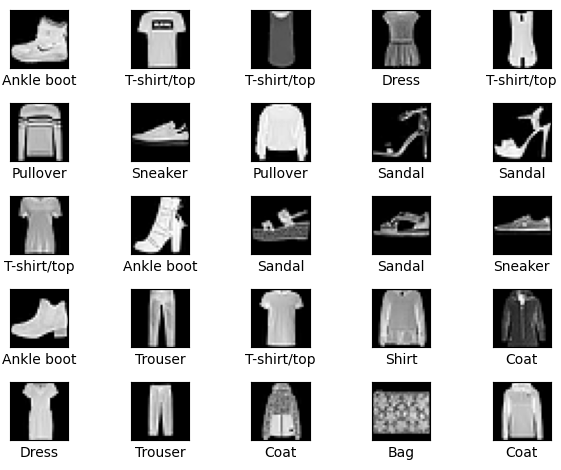 Ankle boot T-shirt/top T-shirt/top Dress T-shirt/top
Pullover Sneaker Pullover Sandal Sandal
T-shirt/top Ankle boot Sandal Sandal Sneaker
Ankle boot Trouser T-shirt/top Shirt Coat
Dress Trouser Coat Bag Coat